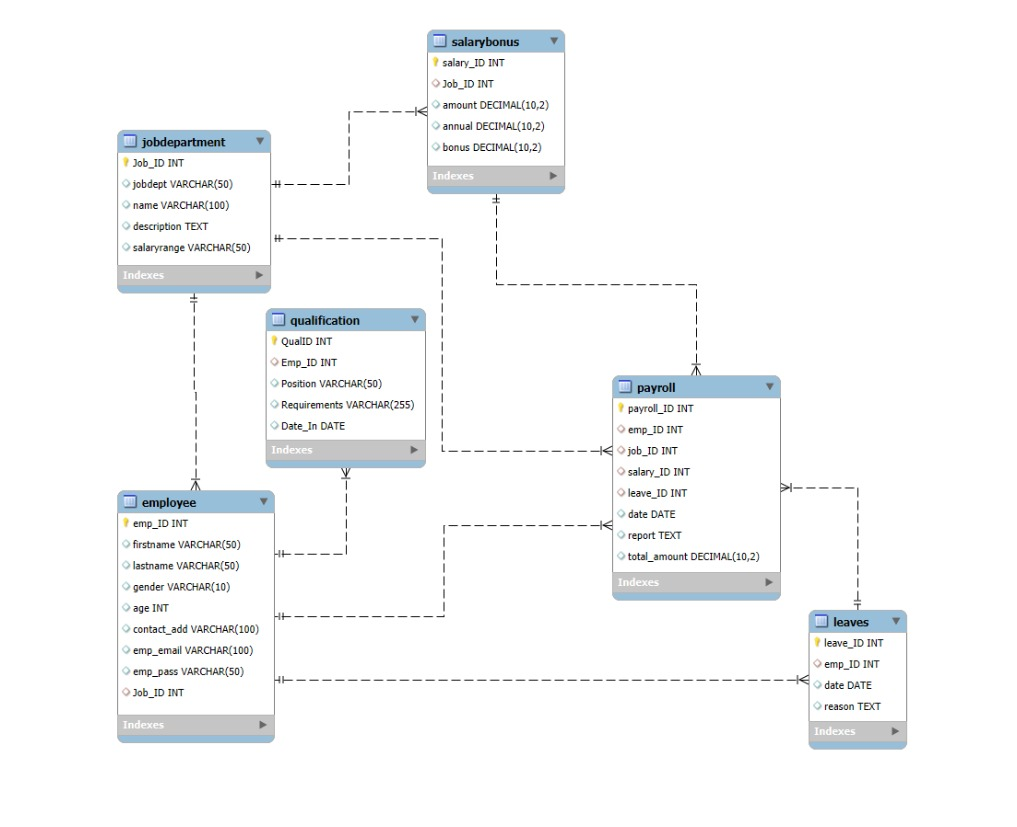 salarybonus
salary_ID INT
Job_ID INT
amount DECIMAL(10,2)
annual DECIMAL(10,2)
bonus DECIMAL(10,2)
Indexes
jobdepartment
Job_ID INT
jobdept VARCHAR(50)
name VARCHAR(100)
description TEXT
salaryrange VARCHAR(50)
Indexes
qualification
QualID INT
Emp_ID INT
Position VARCHAR(50)
Requirements VARCHAR(255)
Date_In DATE
Indexes
payroll
payroll_ID INT
emp_ID INT
job_ID INT
salary_ID INT
leave_ID INT
date DATE
report TEXT
total_amount DECIMAL(10,2)
Indexes
employee
emp_ID INT
firstname VARCHAR(50)
lastname VARCHAR(50)
gender VARCHAR(10)
age INT
contact_add VARCHAR(100)
emp_email VARCHAR(100)
emp_pass VARCHAR(50)
Job_ID INT
Indexes
leaves
leave_ID INT
emp_ID INT
date DATE
reason TEXT
Indexes